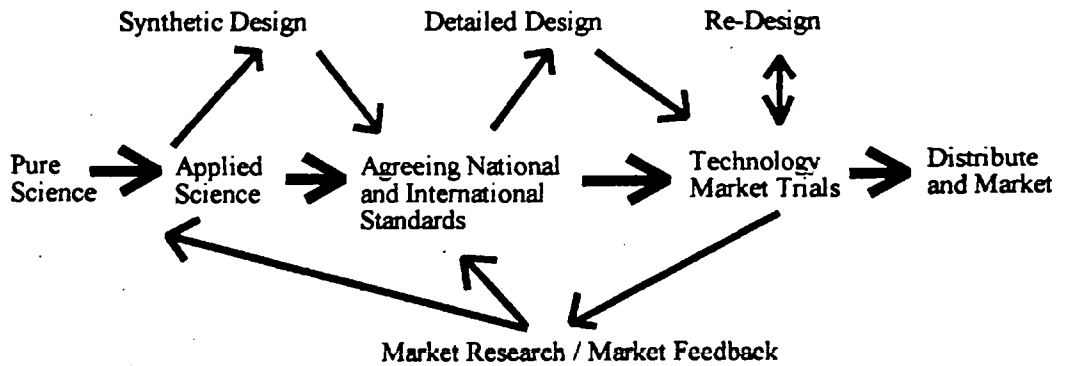 Synthetic Design
Detailed Design
Re-Design
Pure
Science
Applied
Science
Agreeing National
and International
Standards
Technology
Market Trials
Distribute
and Market
Market Research / Market Feedback